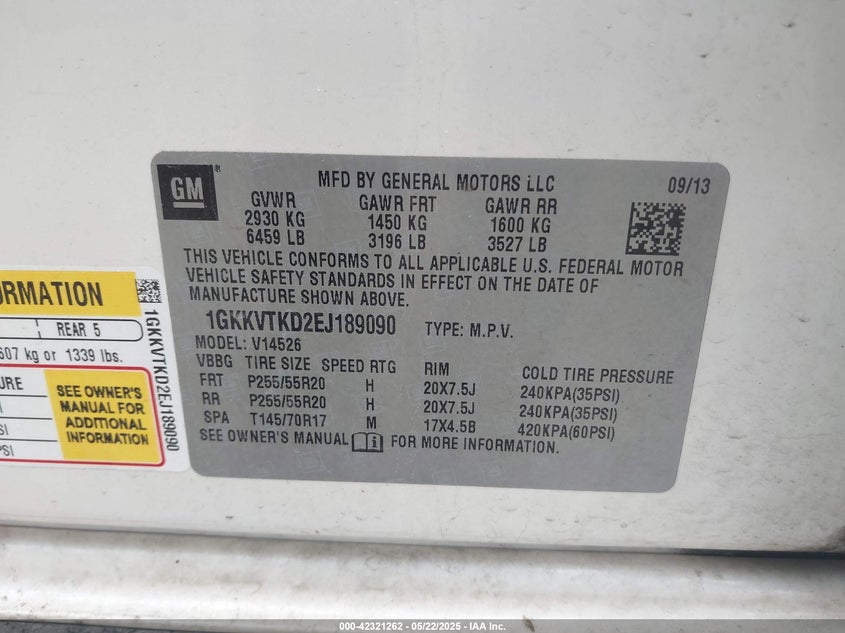 GM
MFD BY GENERAL MOTORS LLC 09/13
GVWR GAWR FRT GAWR RR
2930 KG 1450 KG 1600 KG
6459 LB 3196 LB 3527 LB
THIS VEHICLE CONFORMS TO ALL APPLICABLE U.S. FEDERAL MOTOR
VEHICLE SAFETY STANDARDS IN EFFECT ON THE DATE OF
MANUFACTURE SHOWN ABOVE.
1GKKVTKD2EJ189090 TYPE: M.P.V.
MODEL: V14526
VBBG TIRE SIZE SPEED RTG RIM COLD TIRE PRESSURE
FRT P255/55R20 H 20X7.5J 240KPA(35PSI)
RR P255/55R20 H 20X7.5J 240KPA(35PSI)
SPA T145/70R17 M 17X4.5B 420KPA(60PSI)
SEE OWNER'S MANUAL FOR MORE INFORMATION.
ORMATION
REAR 5
607 kg or 1339 lbs.
URE
SI
SI
PSI
SEE OWNER'S
MANUAL FOR
ADDITIONAL
INFORMATION
1GKKVTKD2EJ189090
000-42321262 - 05/22/2025 - IAA Inc.